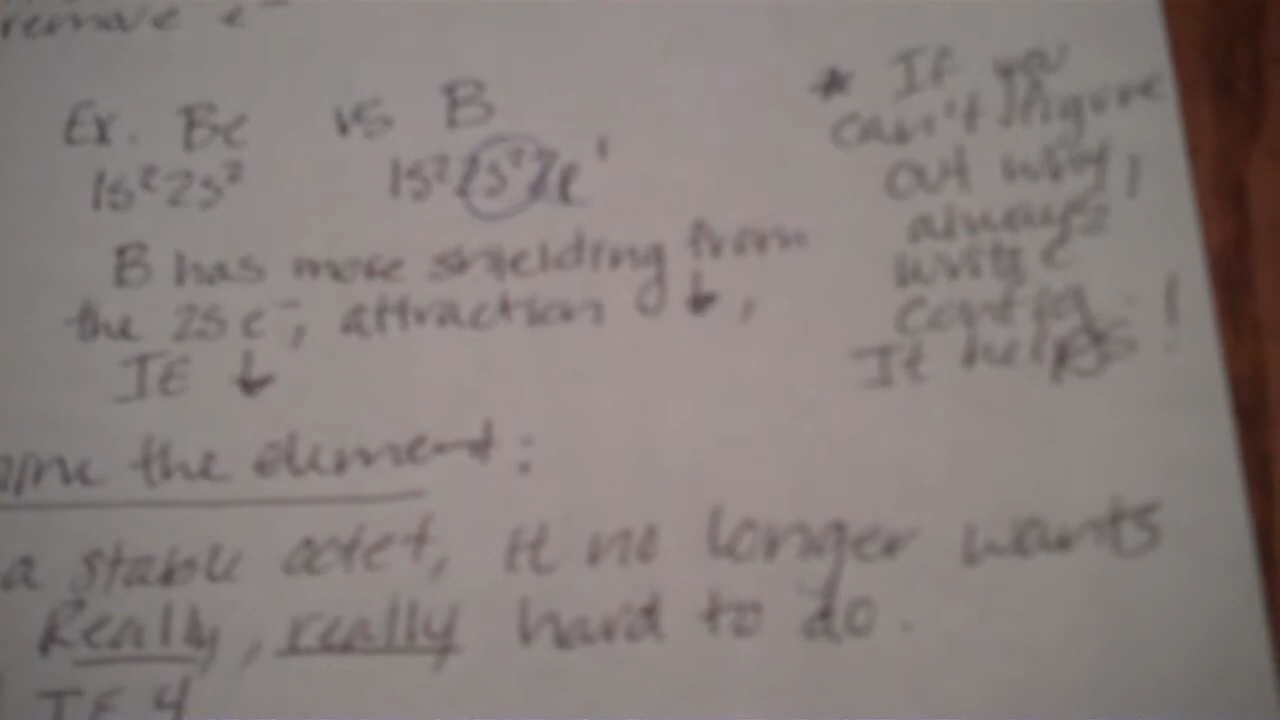 remove e⁻
Ex. Be vs B
1s²2s² 1s²2s²2p¹
B has more shielding from
the 2s e⁻, attraction ↓,
IE ↓
* If you
can't figure
out why,
always
write e⁻
config.!
It helps!
the element:
a stable octet, it no longer wants
Really, really hard to do.
IE 4